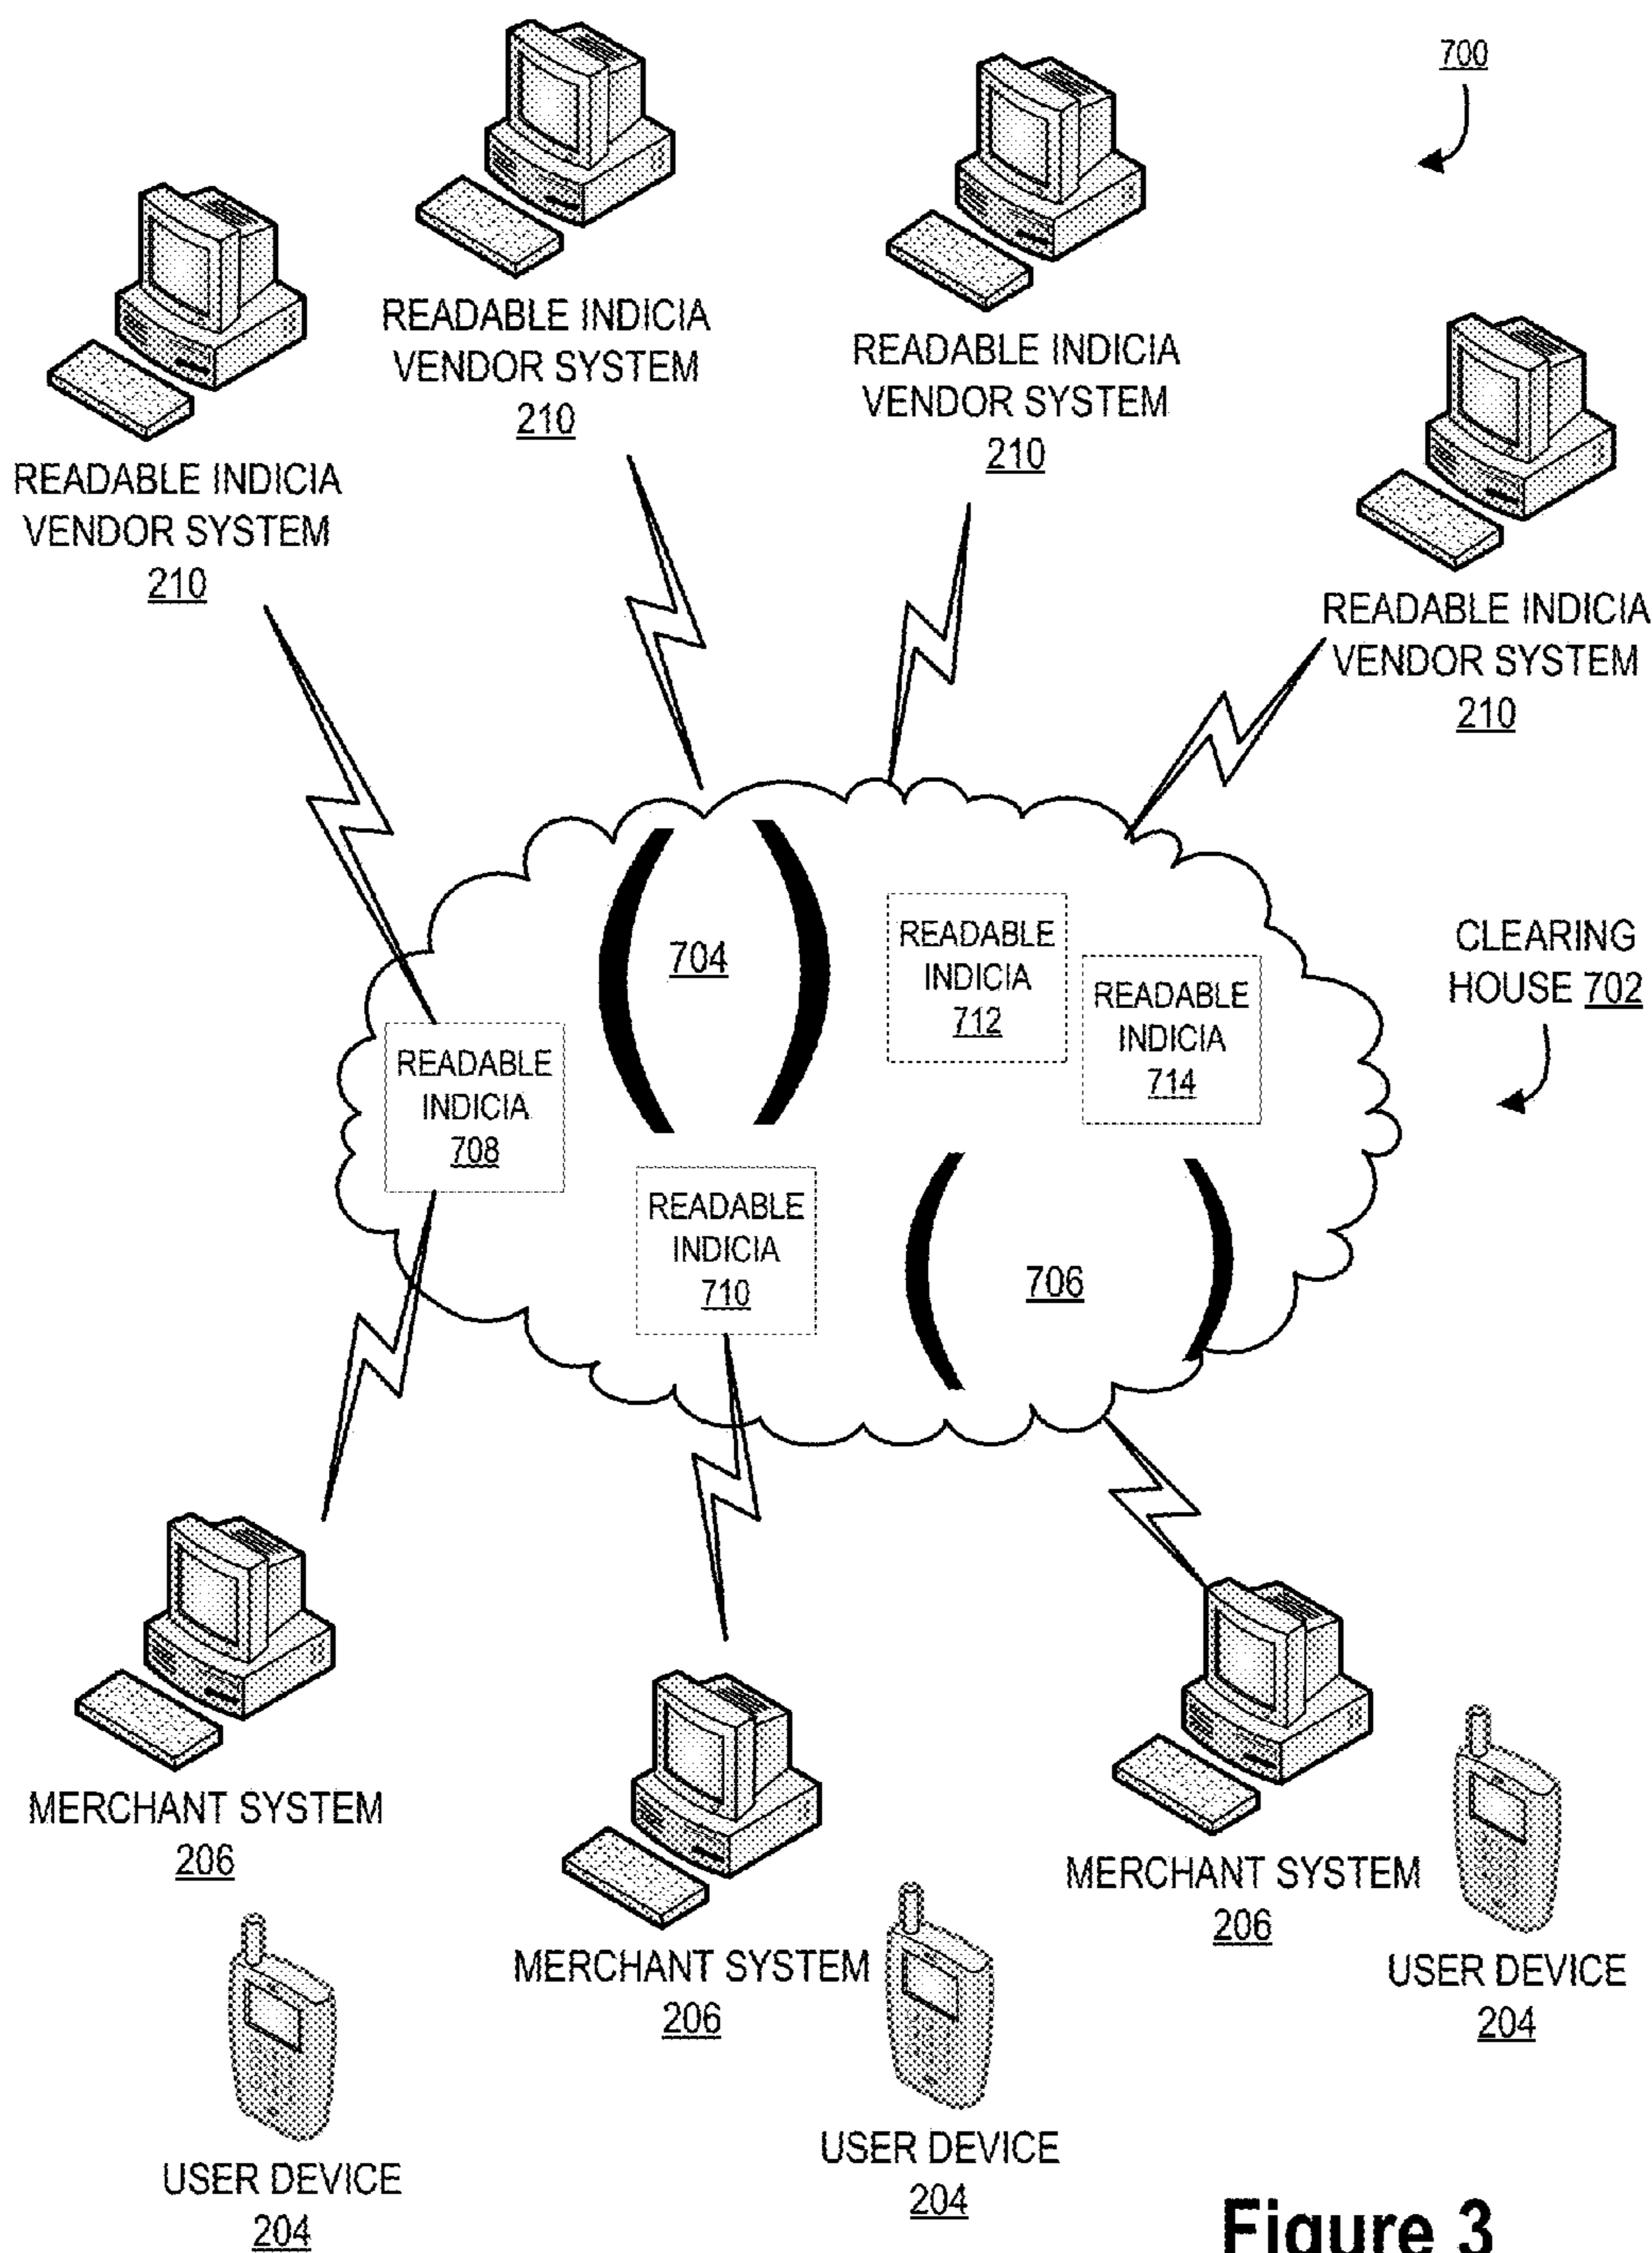 700
READABLE INDICIA
VENDOR SYSTEM
210
READABLE INDICIA
VENDOR SYSTEM
210
READABLE INDICIA
VENDOR SYSTEM
210
READABLE INDICIA
VENDOR SYSTEM
210
704
READABLE
INDICIA
712
READABLE
INDICIA
714
CLEARING
HOUSE 702
READABLE
INDICIA
708
READABLE
INDICIA
710
706
MERCHANT SYSTEM
206
MERCHANT SYSTEM
206
MERCHANT SYSTEM
206
USER DEVICE
204
USER DEVICE
204
USER DEVICE
204
Figure 3